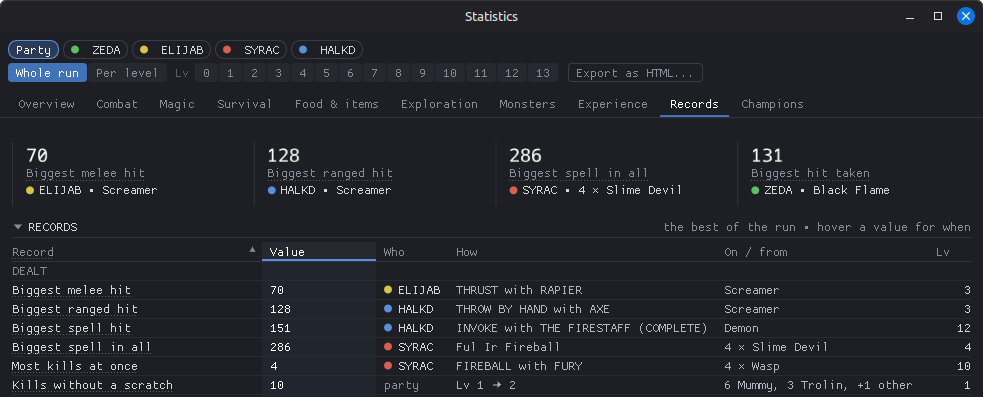 Statistics
Party ZEDA ELIJAB SYRAC HALKD
Whole run Per level Lv 0 1 2 3 4 5 6 7 8 9 10 11 12 13 Export as HTML...
Overview Combat Magic Survival Food & items Exploration Monsters Experience Records Champions
70 128 286 131
Biggest melee hit Biggest ranged hit Biggest spell in all Biggest hit taken
ELIJAB • Screamer HALKD • Screamer SYRAC • 4 × Slime Devil ZEDA • Black Flame
RECORDS the best of the run • hover a value for when
Record Value Who How On / from Lv
DEALT
Biggest melee hit 70 ELIJAB THRUST with RAPIER Screamer 3
Biggest ranged hit 128 HALKD THROW BY HAND with AXE Screamer 3
Biggest spell hit 151 HALKD INVOKE with THE FIRESTAFF (COMPLETE) Demon 12
Biggest spell in all 286 SYRAC Ful Ir Fireball 4 × Slime Devil 4
Most kills at once 4 SYRAC FIREBALL with FURY 4 × Wasp 10
Kills without a scratch 10 party Lv 1 → 2 6 Mummy, 3 Trolin, +1 other 1